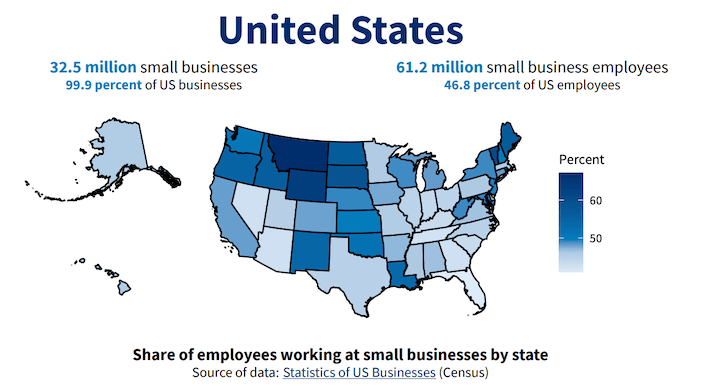 United States
32.5 million small businesses
99.9 percent of US businesses
61.2 million small business employees
46.8 percent of US employees
Percent
60
50
Share of employees working at small businesses by state
Source of data: Statistics of US Businesses (Census)